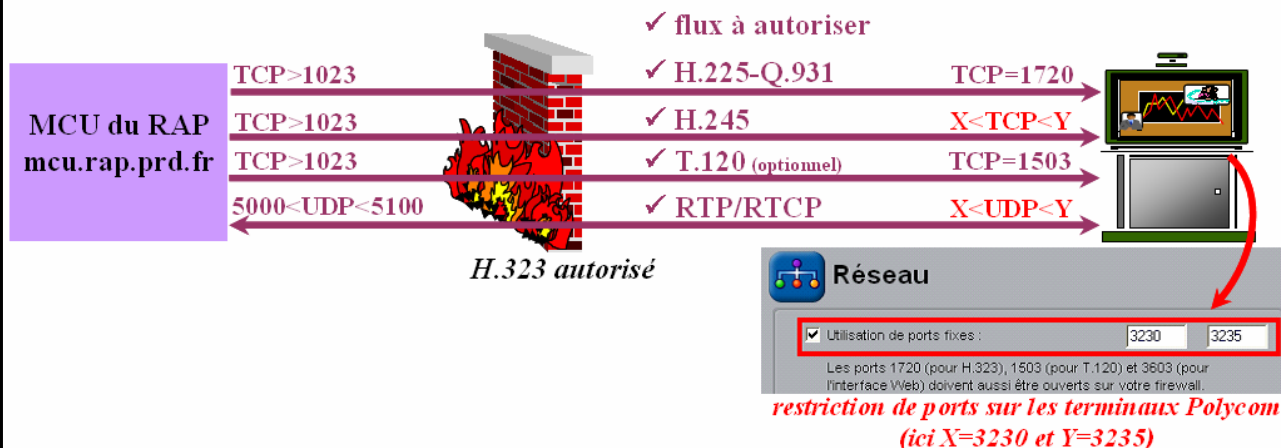 ✓ flux à autoriser
TCP>1023 ✓ H.225-Q.931 TCP=1720
MCU du RAP
mcu.rap.prd.fr
TCP>1023 ✓ H.245 X<TCP<Y
TCP>1023 ✓ T.120 (optionnel) TCP=1503
5000<UDP<5100 ✓ RTP/RTCP X<UDP<Y
H.323 autorisé
Réseau
Utilisation de ports fixes : 3230 3235
Les ports 1720 (pour H.323), 1503 (pour T.120) et 3603 (pour
l'interface Web) doivent aussi être ouverts sur votre firewall.
restriction de ports sur les terminaux Polycom
(ici X=3230 et Y=3235)